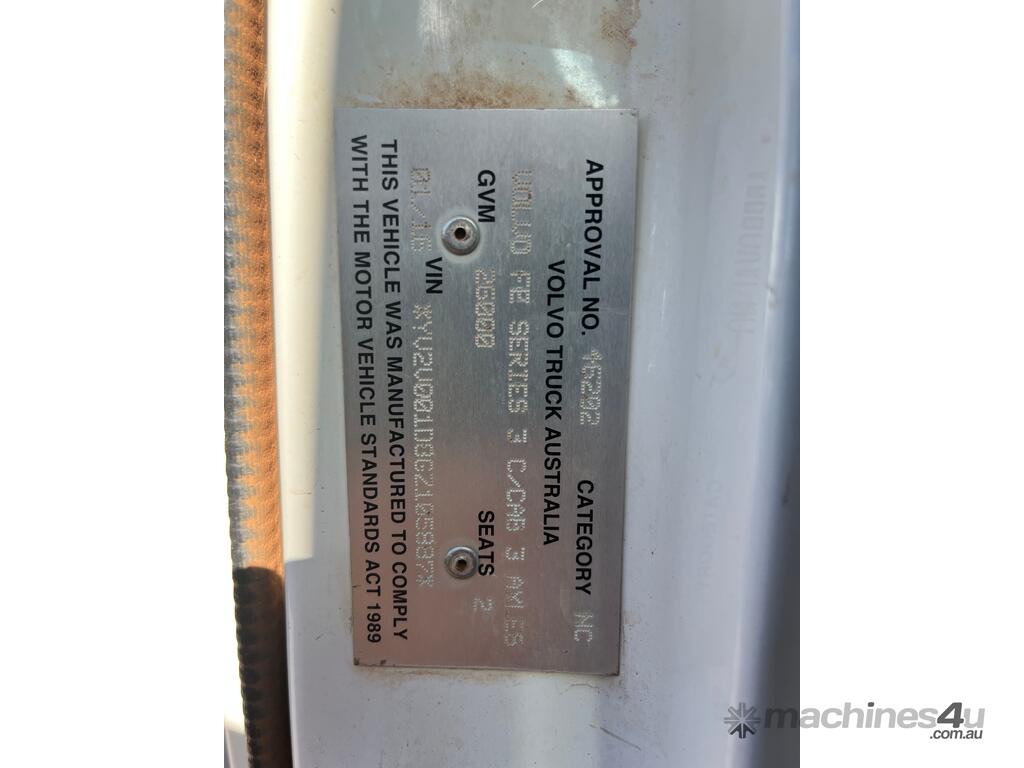 APPROVAL NO. 46292 CATEGORY NC
VOLVO TRUCK AUSTRALIA
VOLVO FE SERIES 3 C/CAB 3 AXLES
GVM 26000 SEATS 2
01/16 VIN
THIS VEHICLE WAS MANUFACTURED TO COMPLY
WITH THE MOTOR VEHICLE STANDARDS ACT 1989
machines4u
.com.au